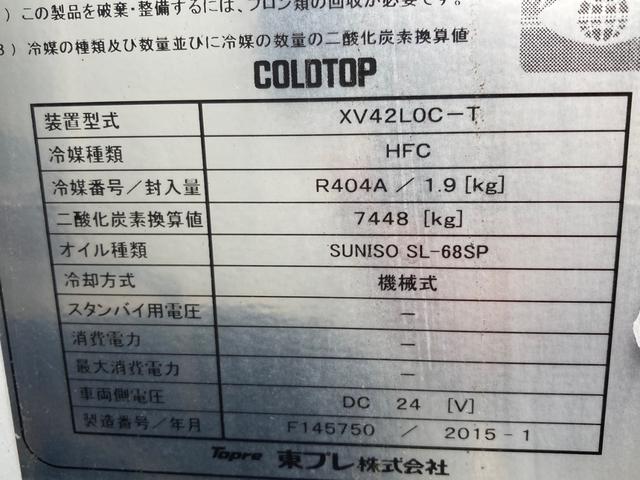 ) この製品を破棄・整備するには、フロン類の回収が必要です。
3) 冷媒の種類及び数量並びに冷媒の数量の二酸化炭素換算値
COLDTOP
装置型式 XV42LOC-T
冷媒種類 HFC
冷媒番号/封入量 R404A / 1.9 [kg]
二酸化炭素換算値 7448 [kg]
オイル種類 SUNISO SL-68SP
冷却方式 機械式
スタンバイ用電圧 —
消費電力 —
最大消費電力 —
車両側電圧 DC 24 [V]
製造番号/年月 F145750 / 2015-1
Topre 東プレ株式会社